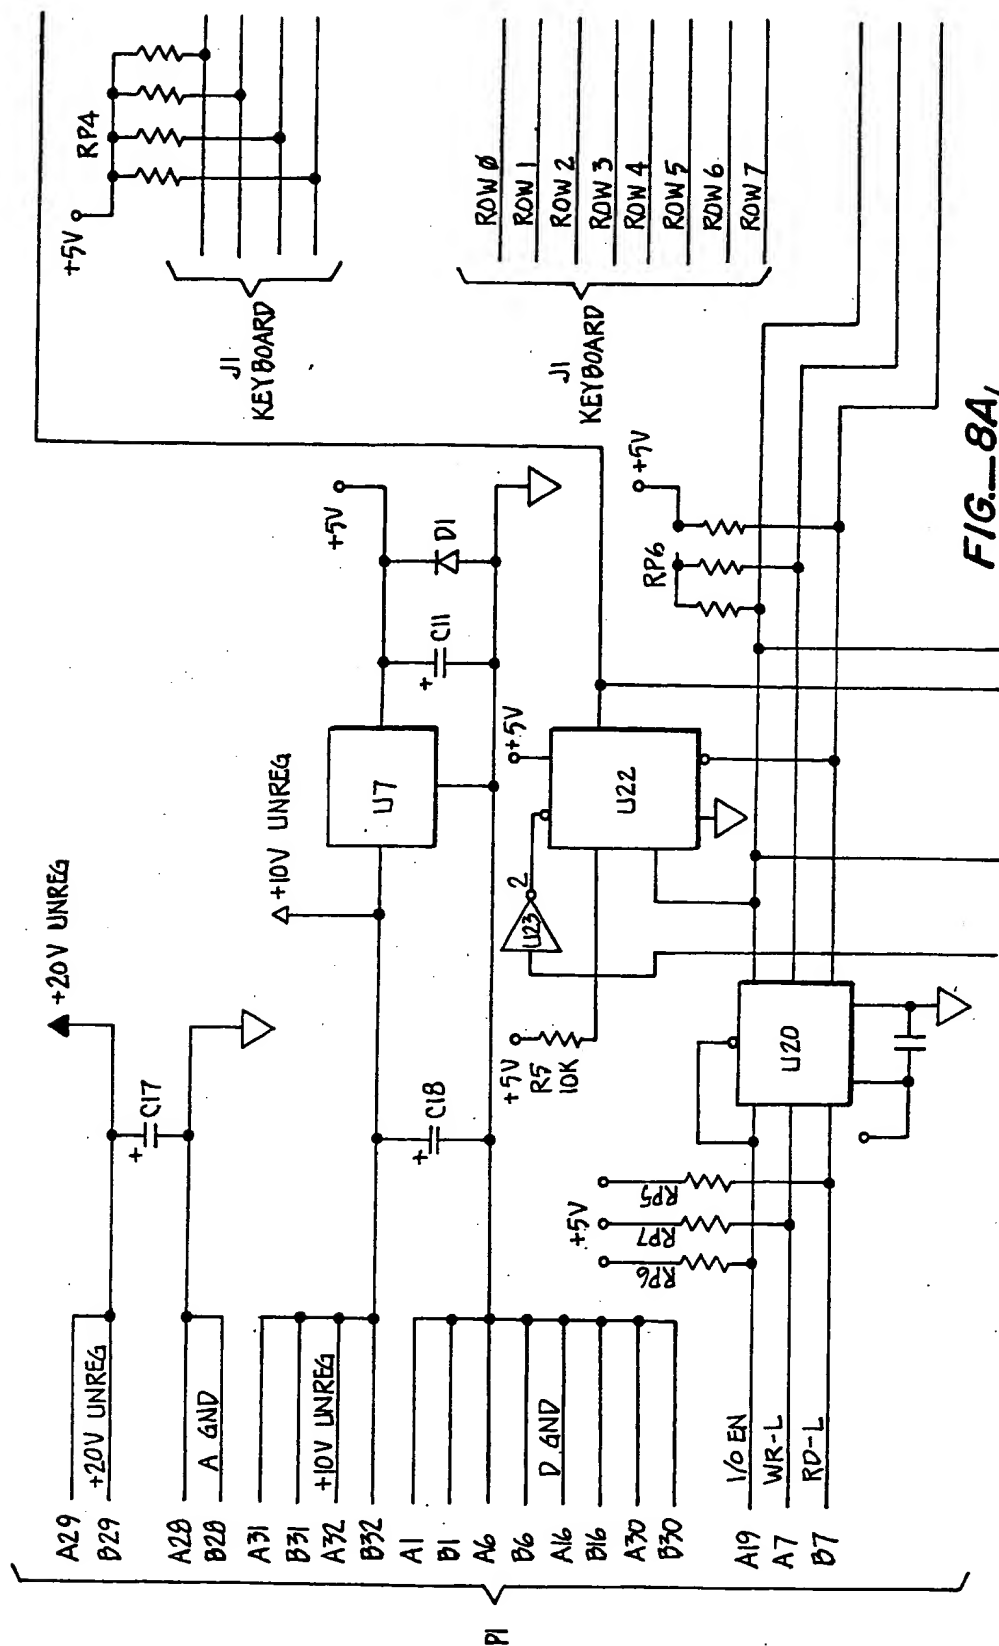 P1
A29
B29
+20V UNREG
A28
B28
A GND
A31
B31
A32
+10V UNREG
B32
A1
B1
A6
B6
A16
D GND
B16
A30
B30
A19
I/O EN
A7
WR-L
B7
RD-L
+20V UNREG
+
C17
+10V UNREG
+
C18
U7
+
C11
D1
+5V
+5V
R5
10K
U23
2
U22
+5V
+5V
RP6
RP7
RP5
U20
RP6
+5V
+5V
RP4
J1
KEYBOARD
J1
KEYBOARD
ROW Ø
ROW 1
ROW 2
ROW 3
ROW 4
ROW 5
ROW 6
ROW 7
FIG._8A,